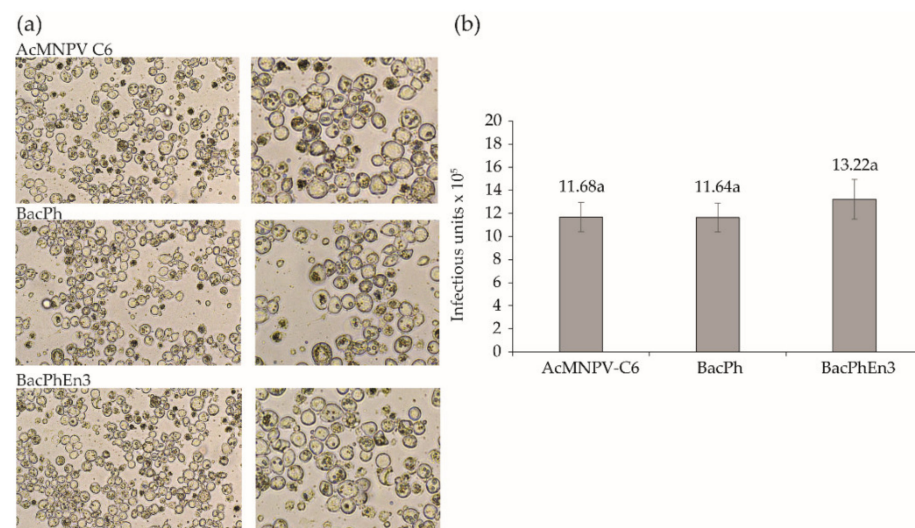 (a)
AcMNPV C6
BacPh
BacPhEn3
(b)
Infectious units x 10⁵
20
18
16
14
12
10
8
6
4
2
0
11.68a
11.64a
13.22a
AcMNPV-C6
BacPh
BacPhEn3